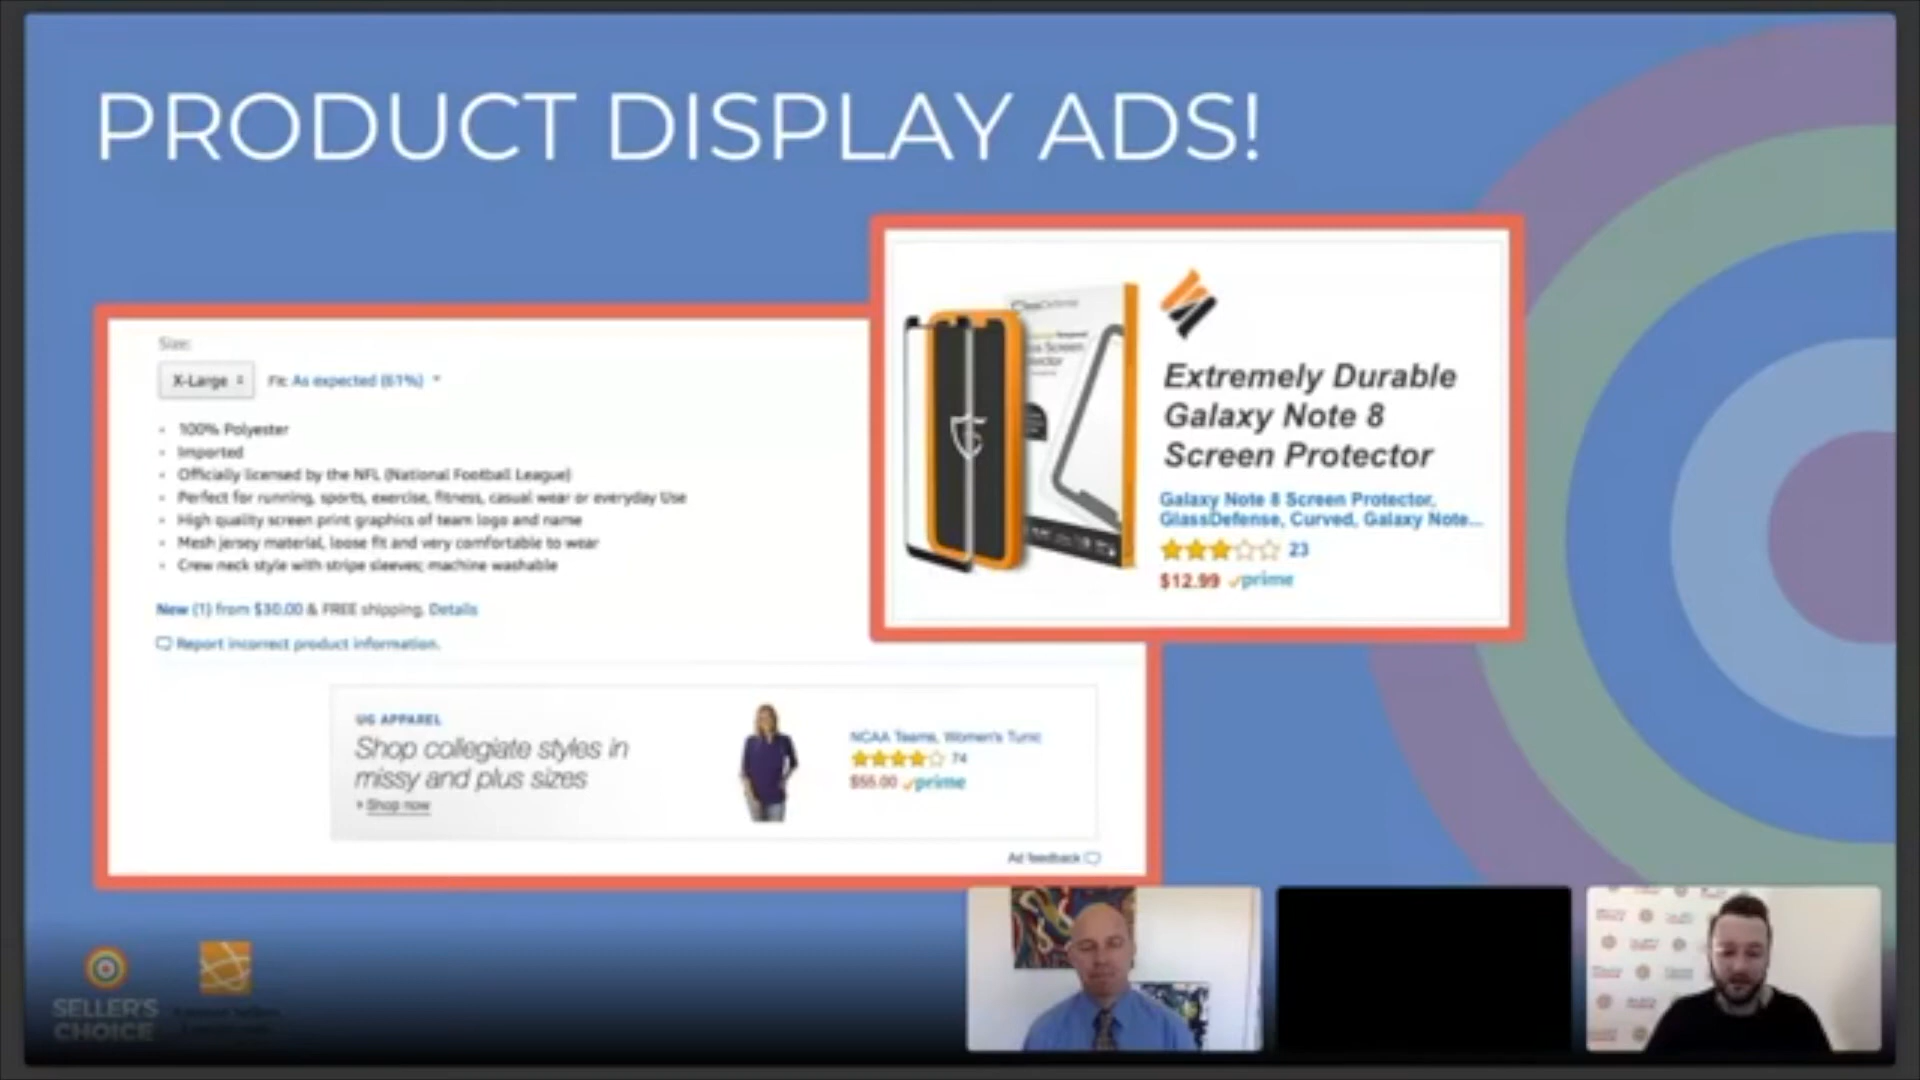 PRODUCT DISPLAY ADS!
Size:
X-Large
Fit: As expected (61%)
100% Polyester
Imported
Officially licensed by the NFL (National Football League)
Perfect for running, sports, exercise, fitness, casual wear or everyday Use
High quality screen print graphics of team logo and name
Mesh jersey material, loose fit and very comfortable to wear
Crew neck style with stripe sleeves; machine washable
New (1) from $30.00 & FREE shipping. Details
Report incorrect product information.
UG APPAREL
Shop collegiate styles in
missy and plus sizes
Shop now
NCAA Teams, Women's Tunic
74
$55.00 prime
Ad feedback
Extremely Durable
Galaxy Note 8
Screen Protector
Galaxy Note 8 Screen Protector,
GlassDefense, Curved, Galaxy Note...
23
$12.99 prime
SELLER'S
CHOICE